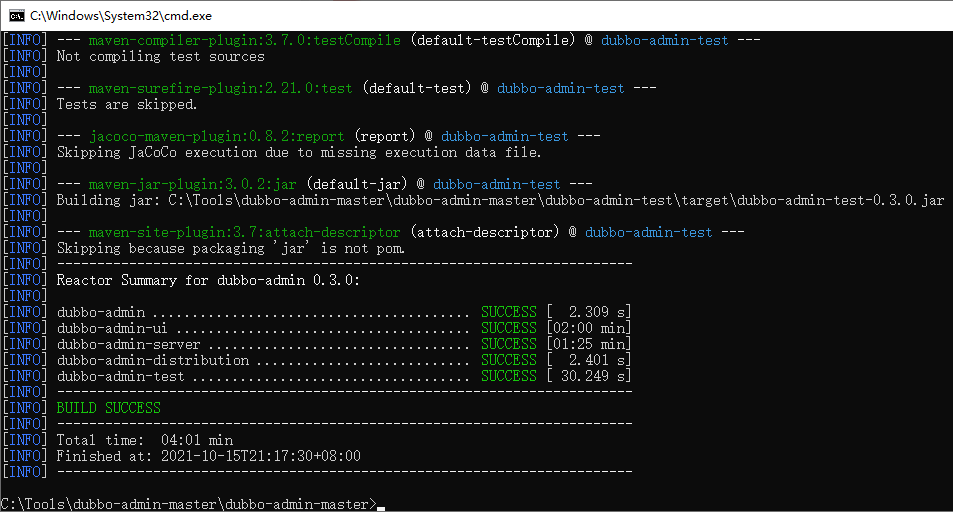 C:\Windows\System32\cmd.exe
[INFO] --- maven-compiler-plugin:3.7.0:testCompile (default-testCompile) @ dubbo-admin-test ---
[INFO] Not compiling test sources
[INFO]
[INFO] --- maven-surefire-plugin:2.21.0:test (default-test) @ dubbo-admin-test ---
[INFO] Tests are skipped.
[INFO]
[INFO] --- jacoco-maven-plugin:0.8.2:report (report) @ dubbo-admin-test ---
[INFO] Skipping JaCoCo execution due to missing execution data file.
[INFO]
[INFO] --- maven-jar-plugin:3.0.2:jar (default-jar) @ dubbo-admin-test ---
[INFO] Building jar: C:\Tools\dubbo-admin-master\dubbo-admin-master\dubbo-admin-test\target\dubbo-admin-test-0.3.0.jar
[INFO]
[INFO] --- maven-site-plugin:3.7:attach-descriptor (attach-descriptor) @ dubbo-admin-test ---
[INFO] Skipping because packaging 'jar' is not pom.
[INFO] ------------------------------------------------------------------------
[INFO] Reactor Summary for dubbo-admin 0.3.0:
[INFO]
[INFO] dubbo-admin ........................................ SUCCESS [  2.309 s]
[INFO] dubbo-admin-ui ..................................... SUCCESS [02:00 min]
[INFO] dubbo-admin-server ................................. SUCCESS [01:25 min]
[INFO] dubbo-admin-distribution ........................... SUCCESS [  2.401 s]
[INFO] dubbo-admin-test ................................... SUCCESS [ 30.249 s]
[INFO] ------------------------------------------------------------------------
[INFO] BUILD SUCCESS
[INFO] ------------------------------------------------------------------------
[INFO] Total time:  04:01 min
[INFO] Finished at: 2021-10-15T21:17:30+08:00
[INFO] ------------------------------------------------------------------------
C:\Tools\dubbo-admin-master\dubbo-admin-master>